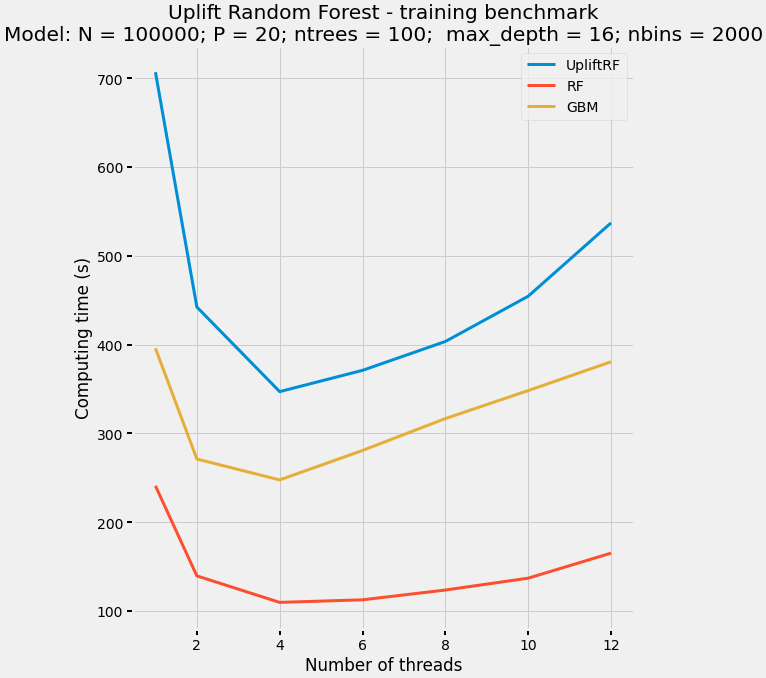 Uplift Random Forest - training benchmark
Model: N = 100000; P = 20; ntrees = 100;  max_depth = 16; nbins = 2000
UpliftRF
RF
GBM
700
600
500
400
300
200
100
Computing time (s)
2 4 6 8 10 12
Number of threads